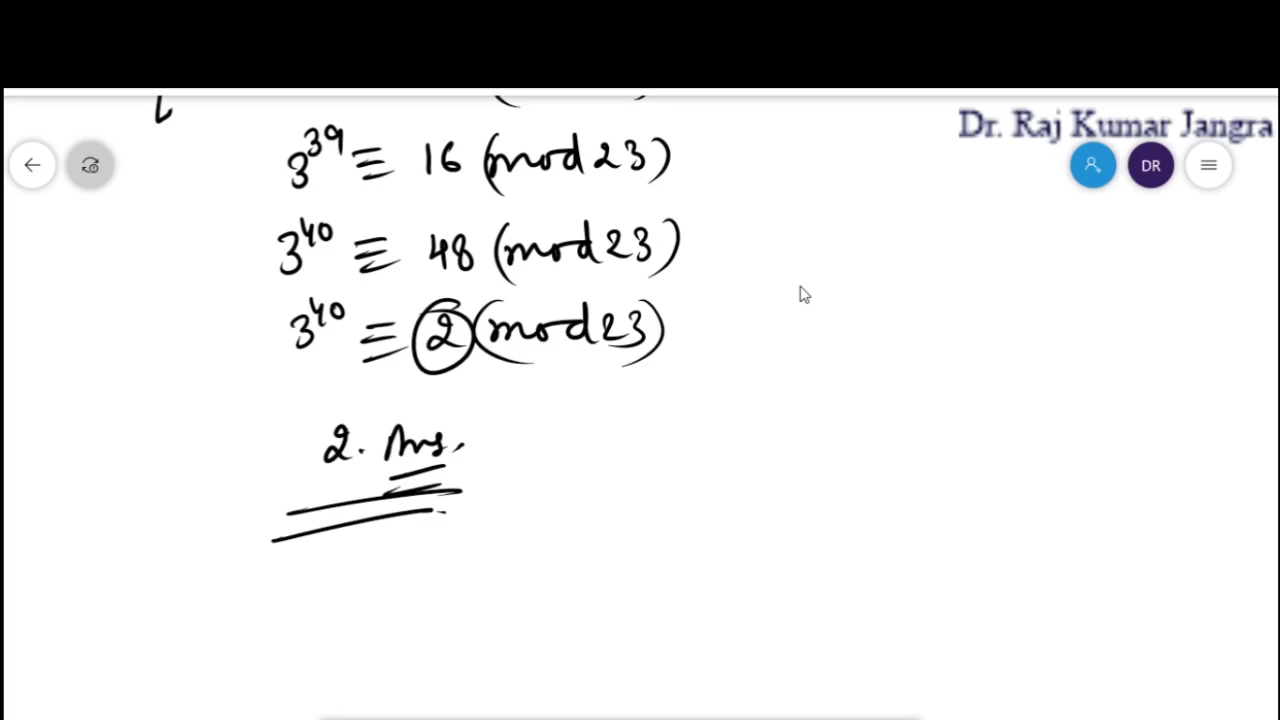 Dr. Raj Kumar Jangra
3^39 ≡ 16 (mod 23)
DR
3^40 ≡ 48 (mod 23)
3^40 ≡ 2 (mod 23)
2. Ans.